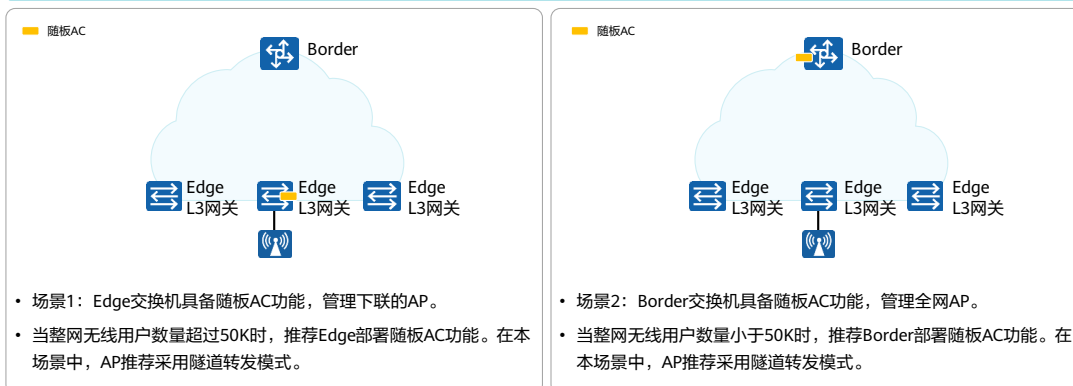 随板AC
Border
Edge
L3网关
Edge
L3网关
Edge
L3网关
• 场景1：Edge交换机具备随板AC功能，管理下联的AP。
• 当整网无线用户数量超过50K时，推荐Edge部署随板AC功能。在本
场景中，AP推荐采用隧道转发模式。
随板AC
Border
Edge
L3网关
Edge
L3网关
Edge
L3网关
• 场景2：Border交换机具备随板AC功能，管理全网AP。
• 当整网无线用户数量小于50K时，推荐Border部署随板AC功能。在
本场景中，AP推荐采用隧道转发模式。